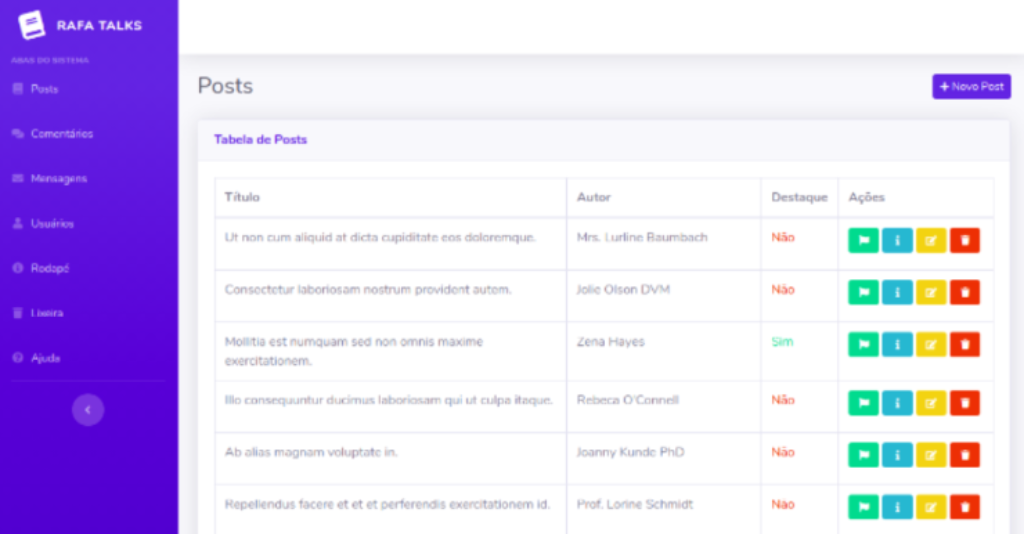 RAFA TALKS
ABAS DO SISTEMA
Posts
Comentários
Mensagens
Usuários
Rodapé
Lixeira
Ajuda
Posts
+ Novo Post
Tabela de Posts
Título Autor Destaque Ações
Ut non cum aliquid at dicta cupiditate eos doloremque. Mrs. Lurline Baumbach Não
Consectetur laboriosam nostrum provident autem. Jolie Olson DVM Não
Mollitia est numquam sed non omnis maxime Zena Hayes Sim
exercitationem.
Illo consequuntur ducimus laboriosam qui ut culpa itaque. Rebeca O'Connell Não
Ab alias magnam voluptate in. Joanny Kunde PhD Não
Repellendus facere et et et perferendis exercitationem id. Prof. Lorine Schmidt Não